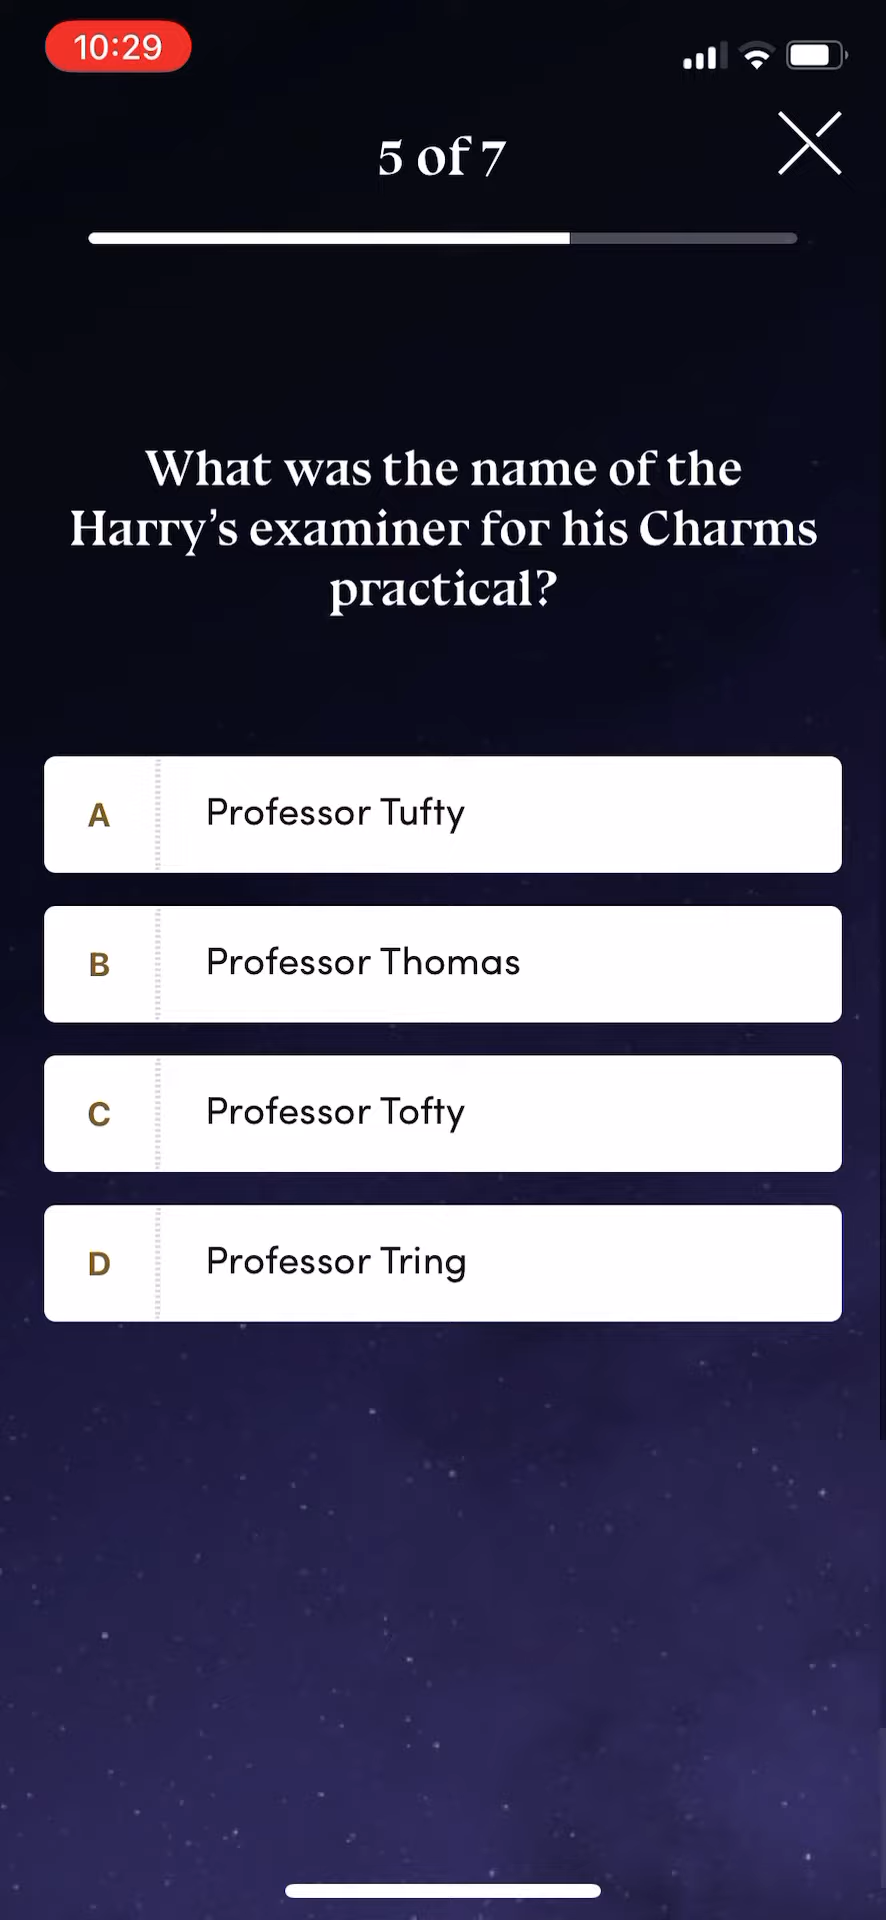 10:29
5 of 7
What was the name of the
Harry’s examiner for his Charms
practical?
A Professor Tufty
B Professor Thomas
C Professor Tofty
D Professor Tring